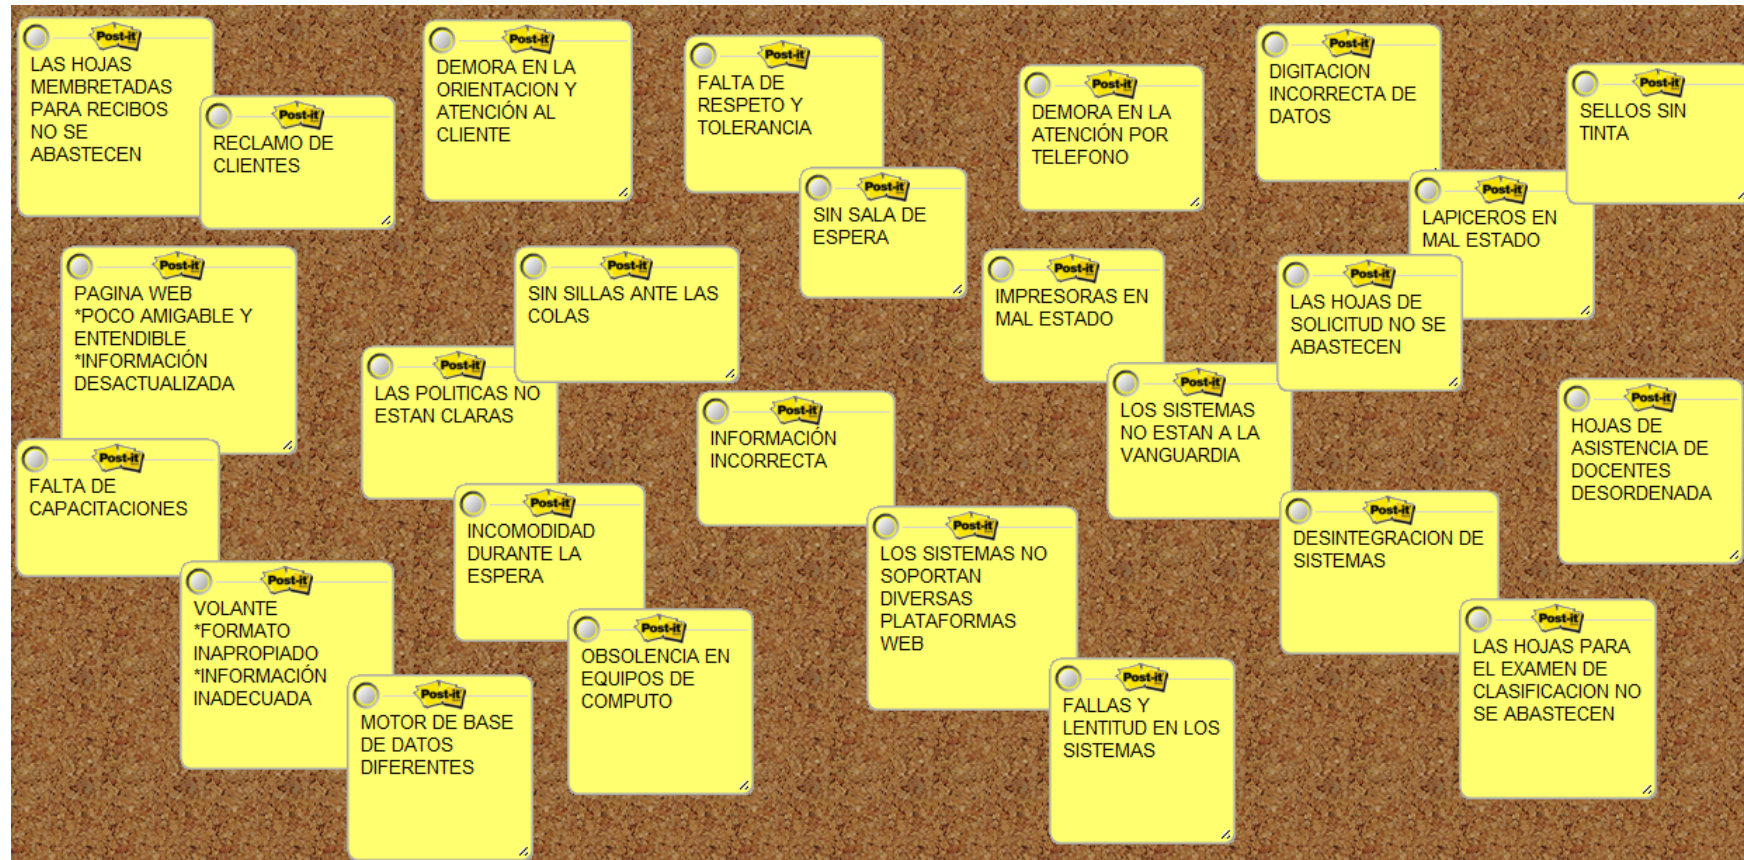 Post-it
LAS HOJAS
MEMBRETADAS
PARA RECIBOS
NO SE
ABASTECEN
Post-it
RECLAMO DE
CLIENTES
Post-it
DEMORA EN LA
ORIENTACION Y
ATENCIÓN AL
CLIENTE
Post-it
FALTA DE
RESPETO Y
TOLERANCIA
Post-it
SIN SALA DE
ESPERA
Post-it
DEMORA EN LA
ATENCIÓN POR
TELEFONO
Post-it
DIGITACION
INCORRECTA DE
DATOS
Post-it
SELLOS SIN
TINTA
Post-it
LAPICEROS EN
MAL ESTADO
Post-it
PAGINA WEB
*POCO AMIGABLE Y
ENTENDIBLE
*INFORMACIÓN
DESACTUALIZADA
Post-it
SIN SILLAS ANTE LAS
COLAS
Post-it
IMPRESORAS EN
MAL ESTADO
Post-it
LAS HOJAS DE
SOLICITUD NO SE
ABASTECEN
Post-it
LAS POLITICAS NO
ESTAN CLARAS
Post-it
INFORMACIÓN
INCORRECTA
Post-it
LOS SISTEMAS
NO ESTAN A LA
VANGUARDIA
Post-it
HOJAS DE
ASISTENCIA DE
DOCENTES
DESORDENADA
Post-it
FALTA DE
CAPACITACIONES
Post-it
INCOMODIDAD
DURANTE LA
ESPERA
Post-it
LOS SISTEMAS NO
SOPORTAN
DIVERSAS
PLATAFORMAS
WEB
Post-it
DESINTEGRACION DE
SISTEMAS
Post-it
VOLANTE
*FORMATO
INAPROPIADO
*INFORMACIÓN
INADECUADA
Post-it
OBSOLENCIA EN
EQUIPOS DE
COMPUTO
Post-it
LAS HOJAS PARA
EL EXAMEN DE
CLASIFICACION NO
SE ABASTECEN
Post-it
MOTOR DE BASE
DE DATOS
DIFERENTES
Post-it
FALLAS Y
LENTITUD EN LOS
SISTEMAS